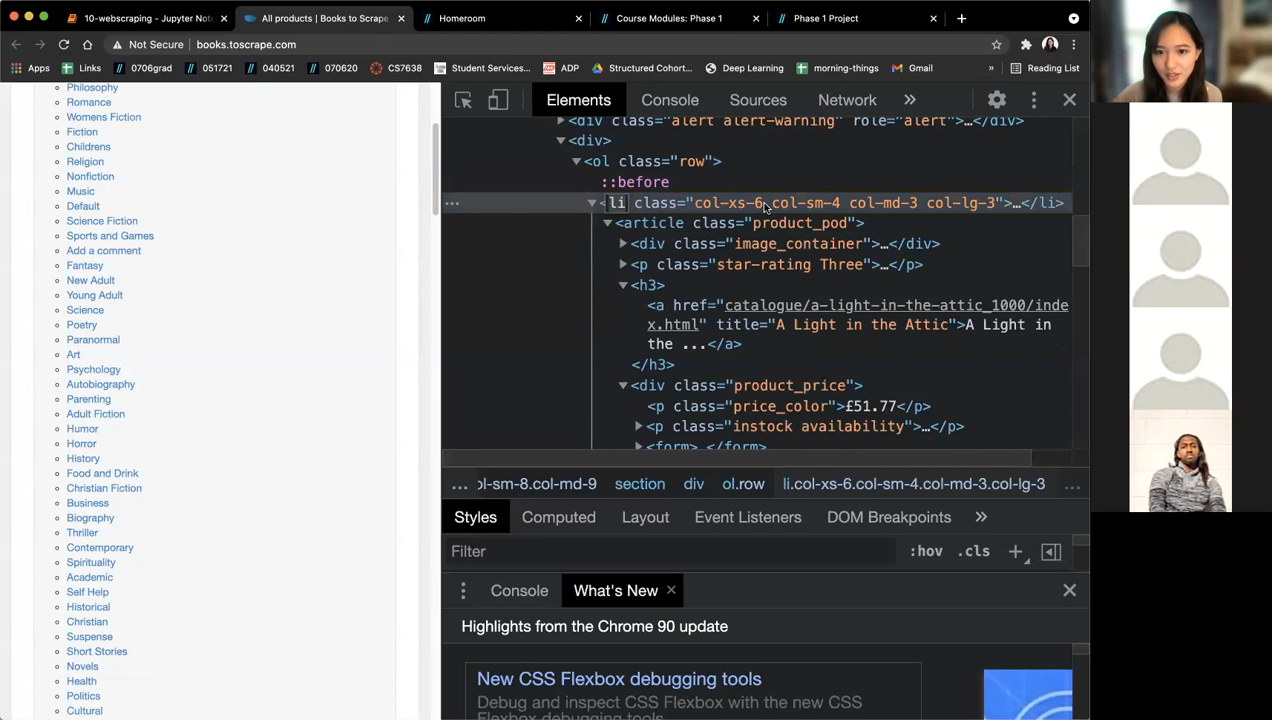 10-webscraping - Jupyter Not
All products | Books to Scrape
Homeroom
Course Modules: Phase 1
Phase 1 Project
Not Secure | books.toscrape.com
Apps
Links
0706grad
051721
040521
070620
CS7638
Student Services...
ADP
Structured Cohort...
Deep Learning
morning-things
Gmail
»
Reading List
Philosophy
Romance
Womens Fiction
Fiction
Childrens
Religion
Nonfiction
Music
Default
Science Fiction
Sports and Games
Add a comment
Fantasy
New Adult
Young Adult
Science
Poetry
Paranormal
Art
Psychology
Autobiography
Parenting
Adult Fiction
Humor
Horror
History
Food and Drink
Christian Fiction
Business
Biography
Thriller
Contemporary
Spirituality
Academic
Self Help
Historical
Christian
Suspense
Short Stories
Novels
Health
Politics
Cultural
Elements
Console
Sources
Network
»
<div class="alert alert-warning" role="alert">…</div>
<div>
<ol class="row">
::before
<li class="col-xs-6 col-sm-4 col-md-3 col-lg-3">…</li>
<article class="product_pod">
<div class="image_container">…</div>
<p class="star-rating Three">…</p>
<h3>
<a href="catalogue/a-light-in-the-attic_1000/inde
x.html" title="A Light in the Attic">A Light in
the ...</a>
</h3>
<div class="product_price">
<p class="price_color">£51.77</p>
<p class="instock availability">…</p>
<form>…</form>
... ol-sm-8.col-md-9 section div ol.row li.col-xs-6.col-sm-4.col-md-3.col-lg-3 ...
Styles
Computed
Layout
Event Listeners
DOM Breakpoints
»
Filter
:hov .cls +
Console
What's New ×
Highlights from the Chrome 90 update
New CSS Flexbox debugging tools
Debug and inspect CSS Flexbox with the new CSS
Flexbox debugging tools.